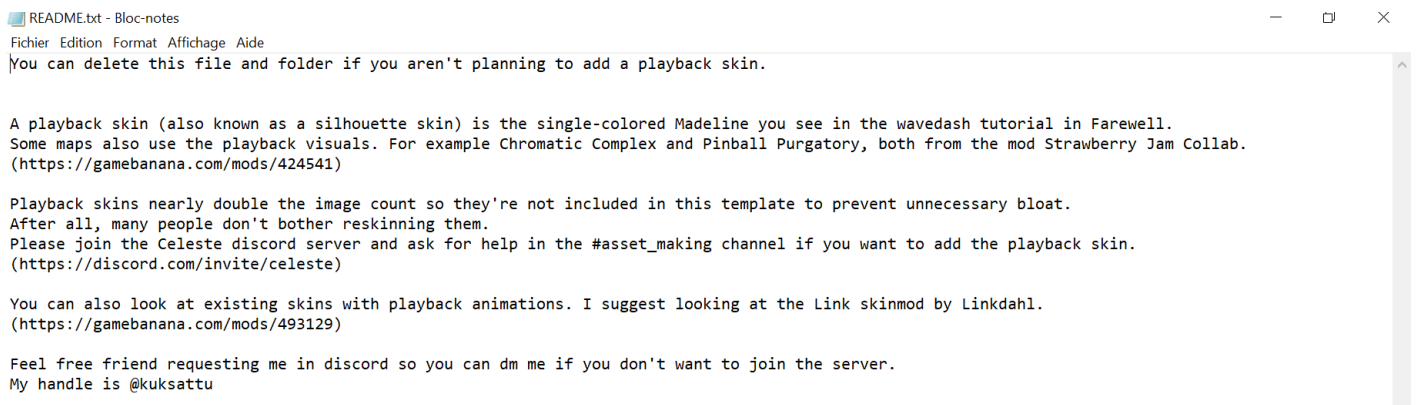 README.txt - Bloc-notes
Fichier Edition Format Affichage Aide
You can delete this file and folder if you aren't planning to add a playback skin.
A playback skin (also known as a silhouette skin) is the single-colored Madeline you see in the wavedash tutorial in Farewell.
Some maps also use the playback visuals. For example Chromatic Complex and Pinball Purgatory, both from the mod Strawberry Jam Collab.
(https://gamebanana.com/mods/424541)
Playback skins nearly double the image count so they're not included in this template to prevent unnecessary bloat.
After all, many people don't bother reskinning them.
Please join the Celeste discord server and ask for help in the #asset_making channel if you want to add the playback skin.
(https://discord.com/invite/celeste)
You can also look at existing skins with playback animations. I suggest looking at the Link skinmod by Linkdahl.
(https://gamebanana.com/mods/493129)
Feel free friend requesting me in discord so you can dm me if you don't want to join the server.
My handle is @kuksattu